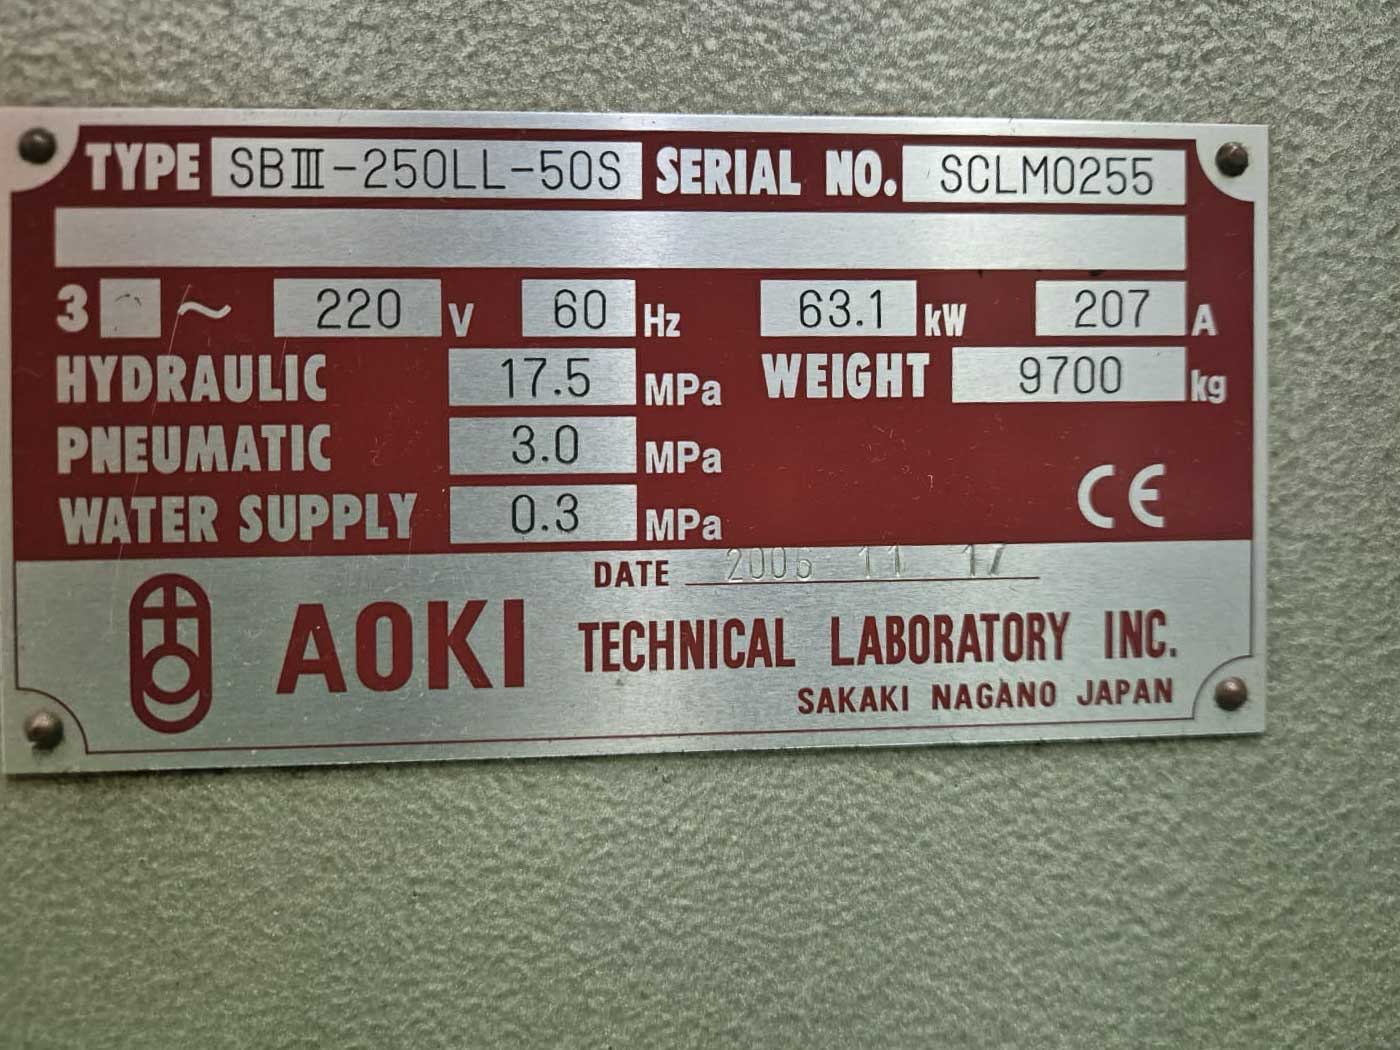 TYPE SBⅢ-250LL-50S SERIAL NO. SCLM0255
3 ~ 220 V 60 Hz 63.1 kW 207 A
HYDRAULIC 17.5 MPa WEIGHT 9700 kg
PNEUMATIC 3.0 MPa
WATER SUPPLY 0.3 MPa
CE
DATE 2006 11 17
AOKI TECHNICAL LABORATORY INC.
SAKAKI NAGANO JAPAN